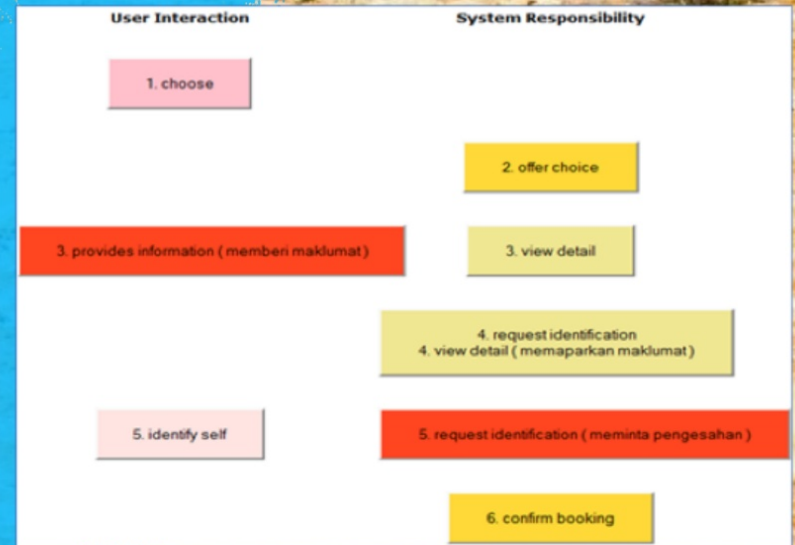 User Interaction
System Responsibility
1. choose
2. offer choice
3. provides information ( memberi maklumat )
3. view detail
4. request identification
4. view detail ( memaparkan maklumat )
5. identify self
5. request identification ( meminta pengesahan )
6. confirm booking